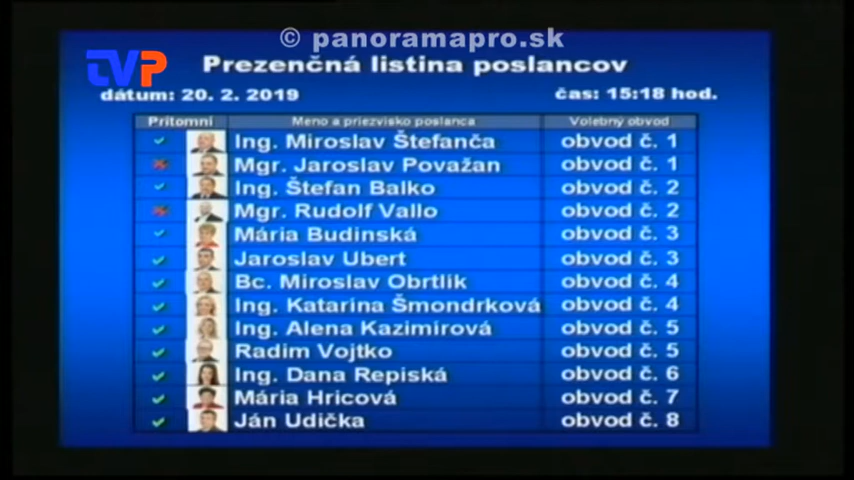 © panoramapro.sk
TVP
Prezenčná listina poslancov
dátum: 20. 2. 2019 čas: 15:18 hod.
Prítomní Meno a priezvisko poslanca Volebny obvod
Ing. Miroslav Štefanča obvod č. 1
Mgr. Jaroslav Považan obvod č. 1
Ing. Štefan Balko obvod č. 2
Mgr. Rudolf Vallo obvod č. 2
Mária Budinská obvod č. 3
Jaroslav Ubert obvod č. 3
Bc. Miroslav Obrtlík obvod č. 4
Ing. Katarína Šmondrková obvod č. 4
Ing. Alena Kazimírová obvod č. 5
Radim Vojtko obvod č. 5
Ing. Dana Repiská obvod č. 6
Mária Hricová obvod č. 7
Ján Udička obvod č. 8